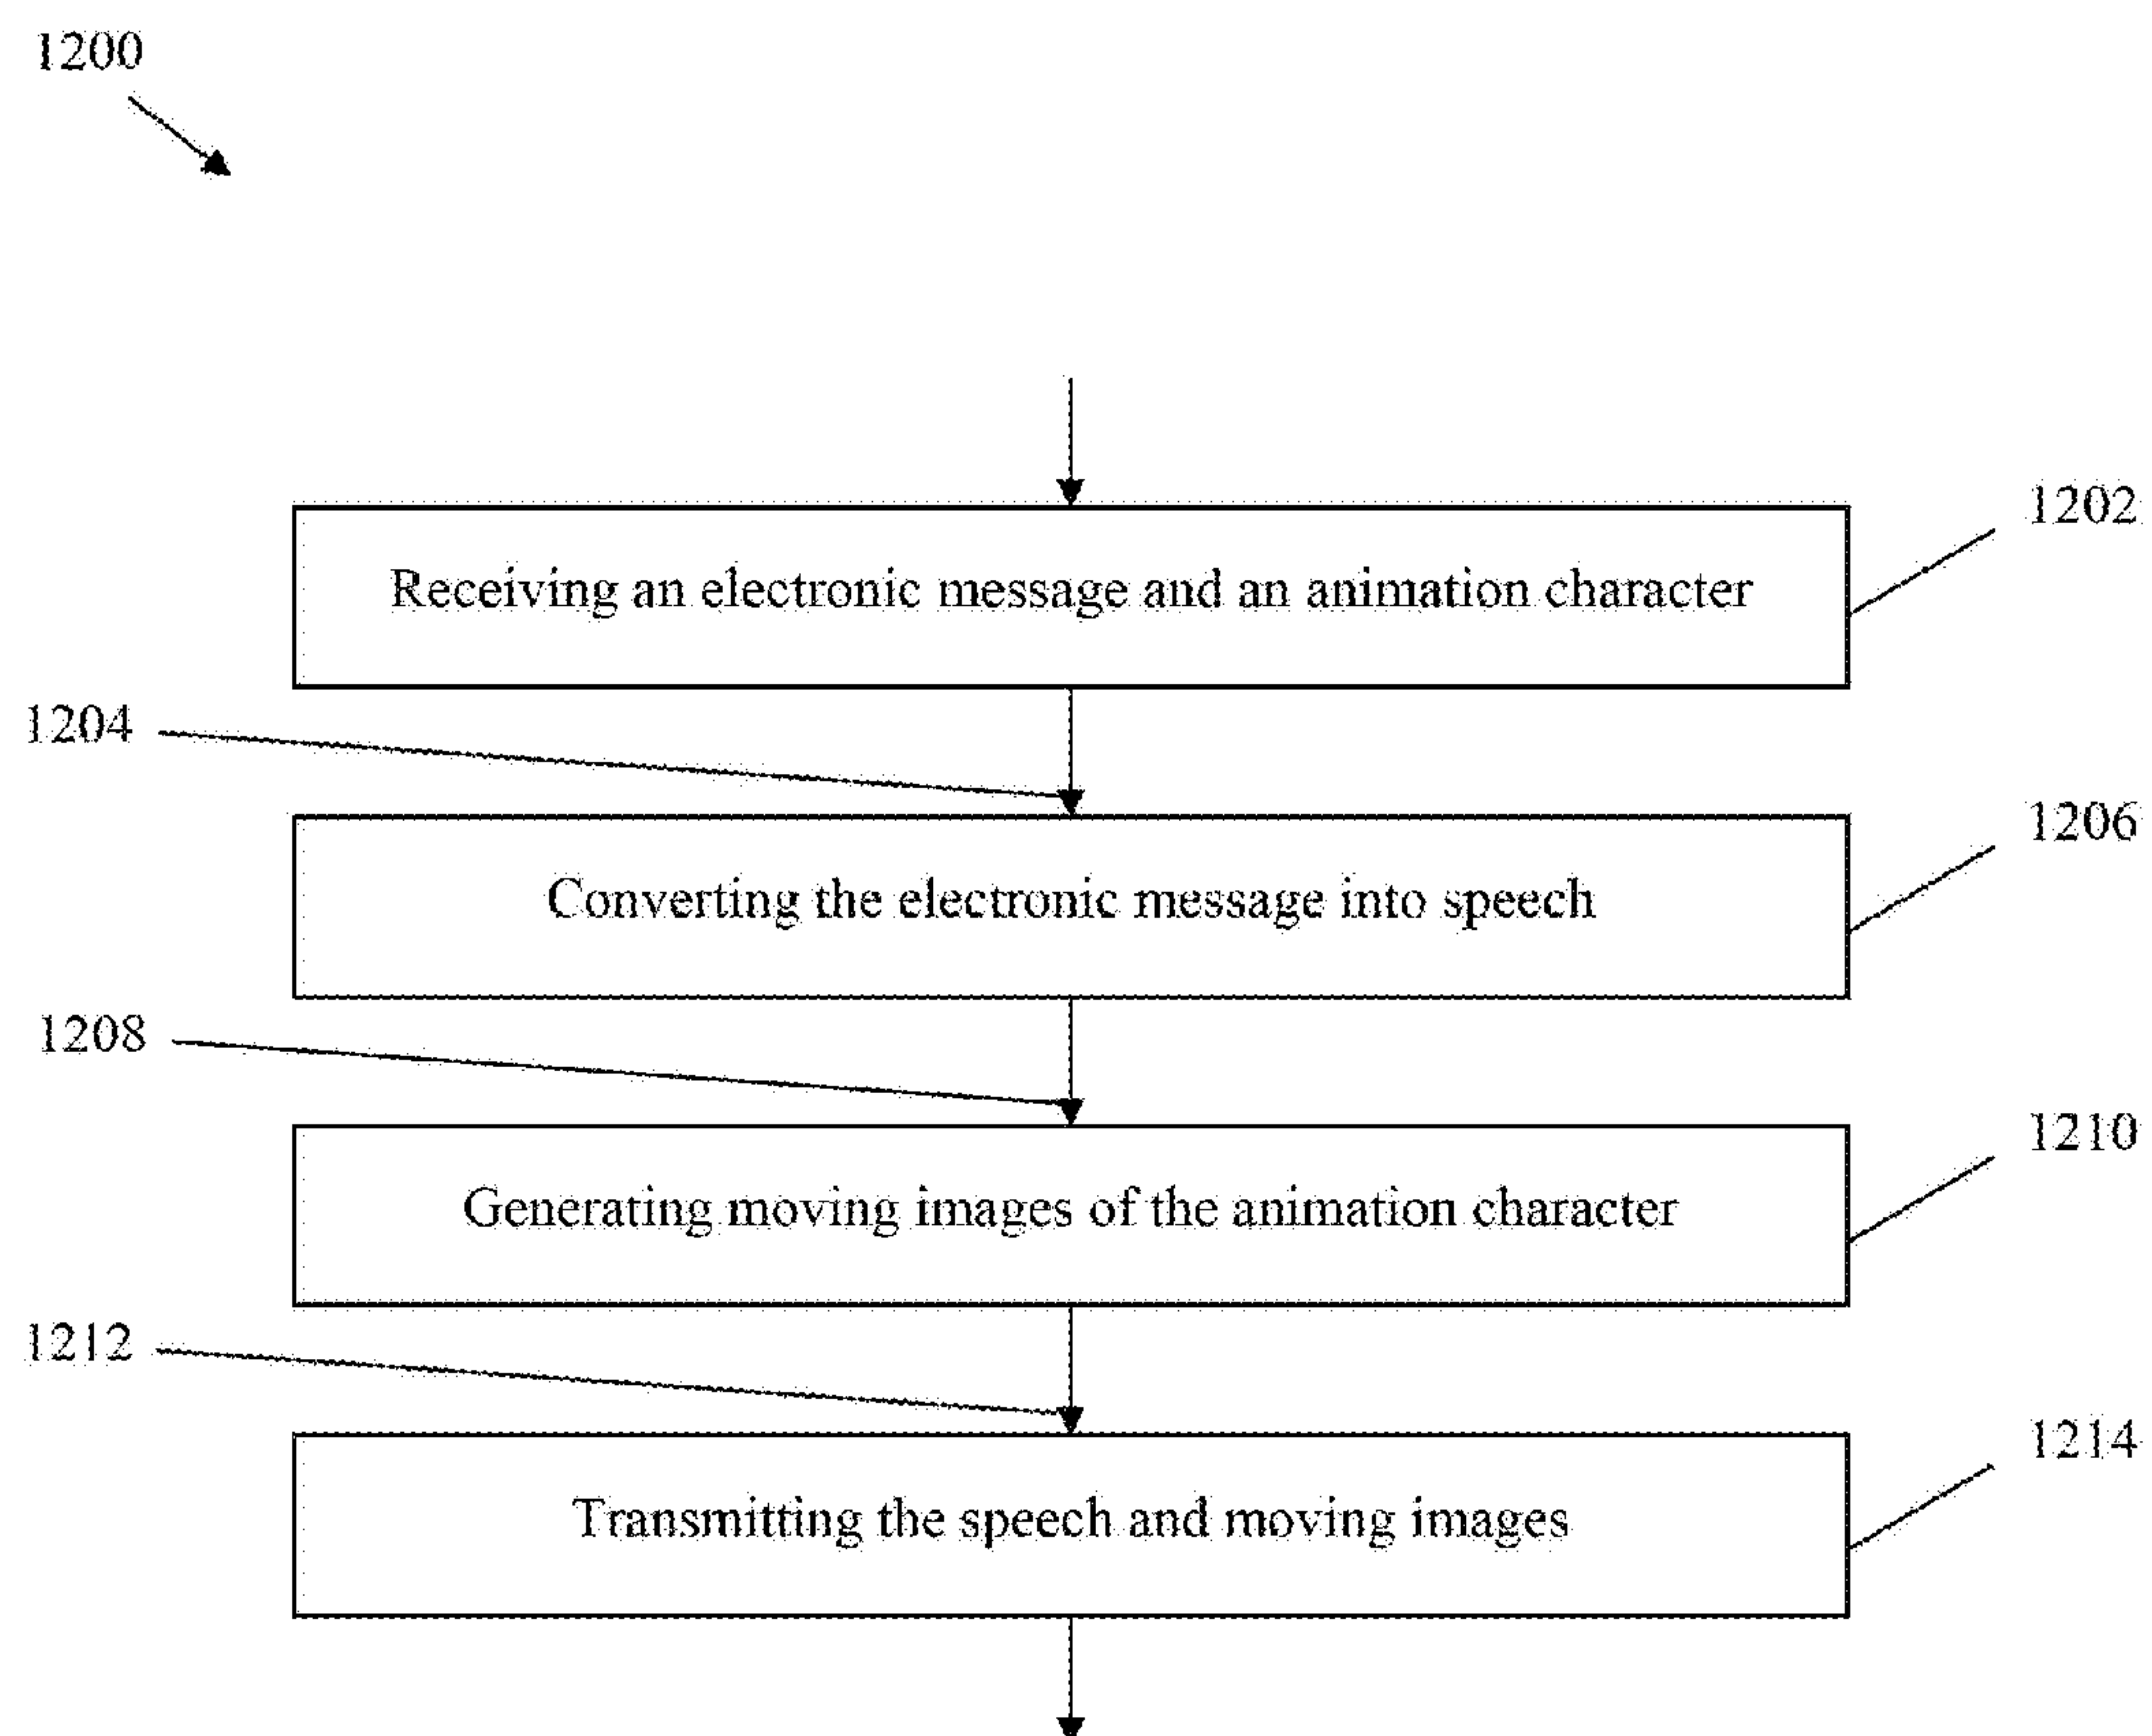 1200
1202
Receiving an electronic message and an animation character
1204
1206
Converting the electronic message into speech
1208
1210
Generating moving images of the animation character
1212
1214
Transmitting the speech and moving images